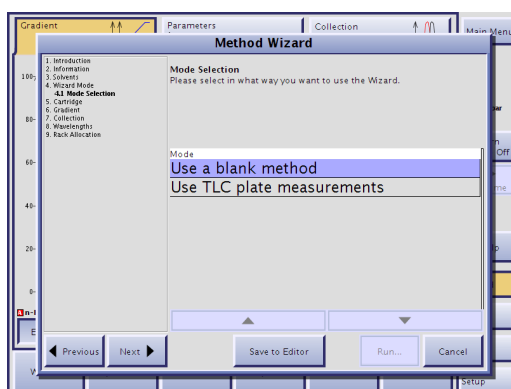 Gradient
Parameters
Collection
Main Menu
Method Wizard
1. Introduction
2. Information
3. Solvents
4. Wizard Mode
4.1 Mode Selection
5. Cartridge
6. Gradient
7. Collection
8. Wavelengths
9. Rack Allocation
Mode Selection
Please select in what way you want to use the Wizard.
Mode
Use a blank method
Use TLC plate measurements
100
80
60
40
20
0
A
Off
Previous
Next
Save to Editor
Run...
Cancel
Setup